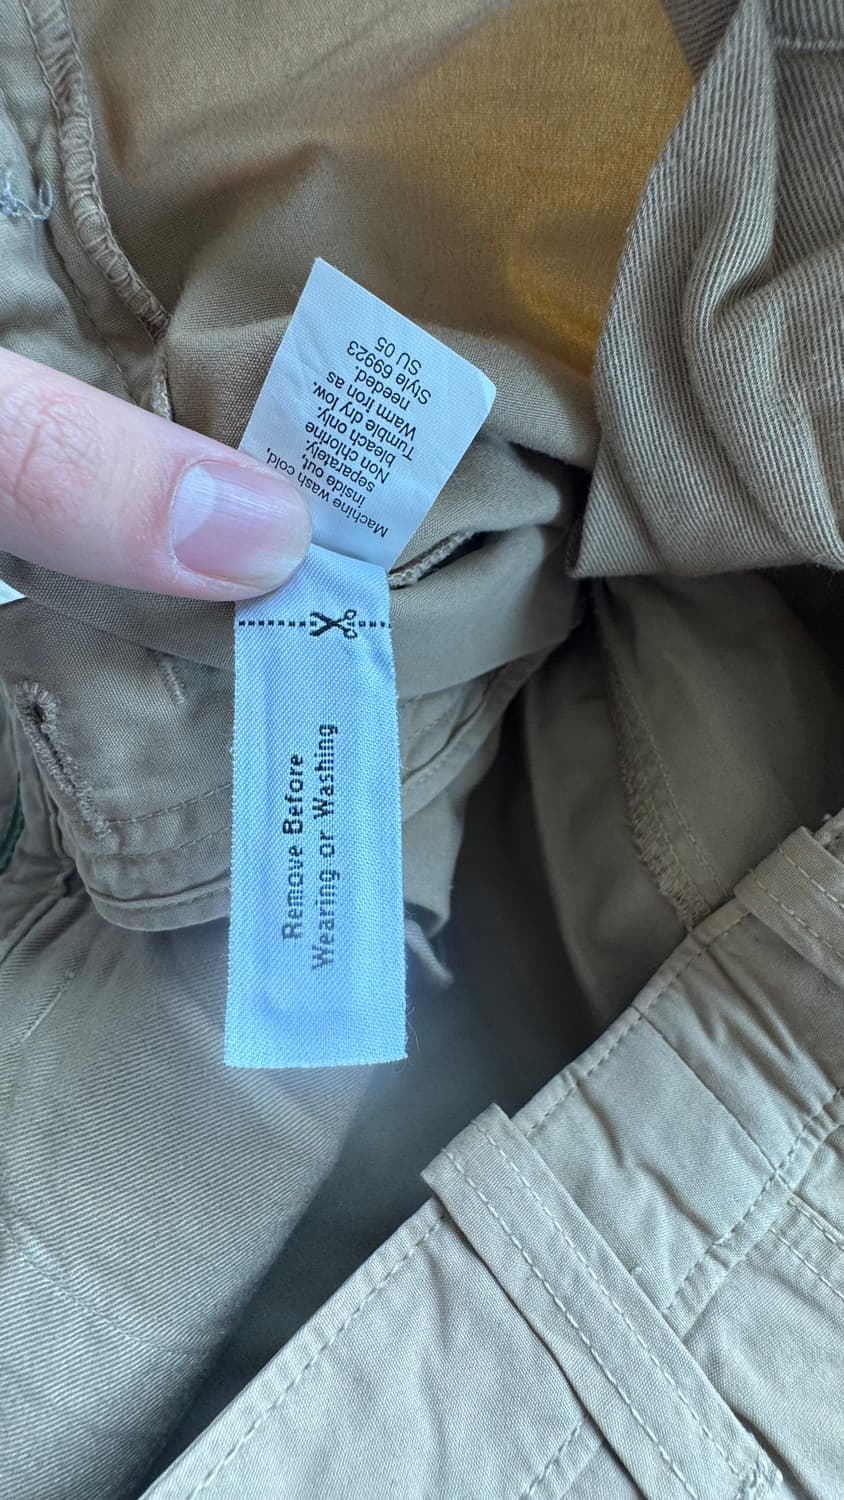 Machine wash cold,
inside out,
separately.
Non chlorine
bleach only.
Tumble dry low.
Warm Iron as
needed.
Style 69923
SU 05
Remove Before
Wearing or Washing